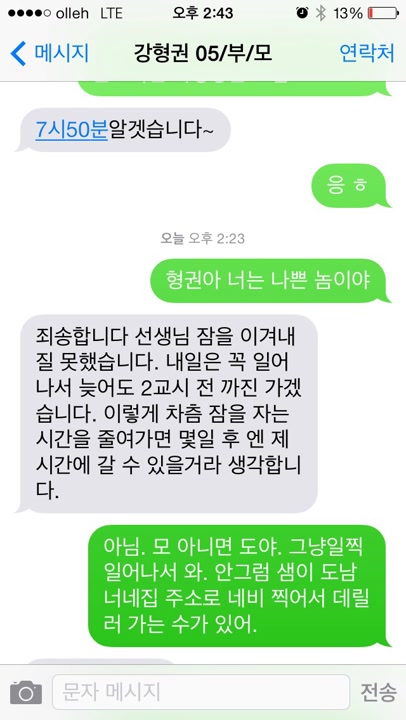 olleh LTE 오후 2:43 13%
메시지 강형권 05/부/모 연락처
7시50분알겟습니다~
응 ㅎ
오늘 오후 2:23
형권아 너는 나쁜 놈이야
죄송합니다 선생님 잠을 이겨내
질 못했습니다. 내일은 꼭 일어
나서 늦어도 2교시 전 까진 가겠
습니다. 이렇게 차츰 잠을 자는
시간을 줄여가면 몇일 후 엔 제
시간에 갈 수 있을거라 생각합니
다.
아님. 모 아니면 도야. 그냥일찍
일어나서 와. 안그럼 샘이 도남
너네집 주소로 네비 찍어서 데릴
러 가는 수가 있어.
문자 메시지 전송